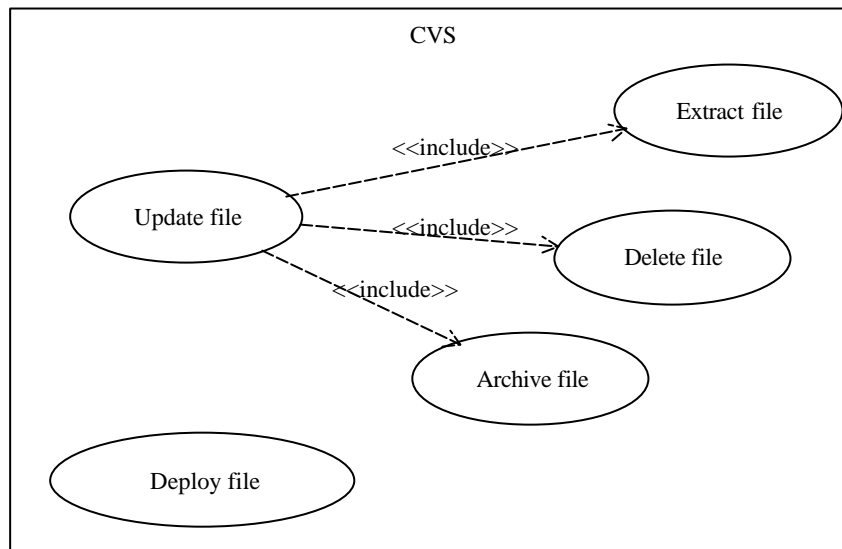 CVS
Extract file
<<include>>
Update file
<<include>>
Delete file
<<include>>
Archive file
Deploy file